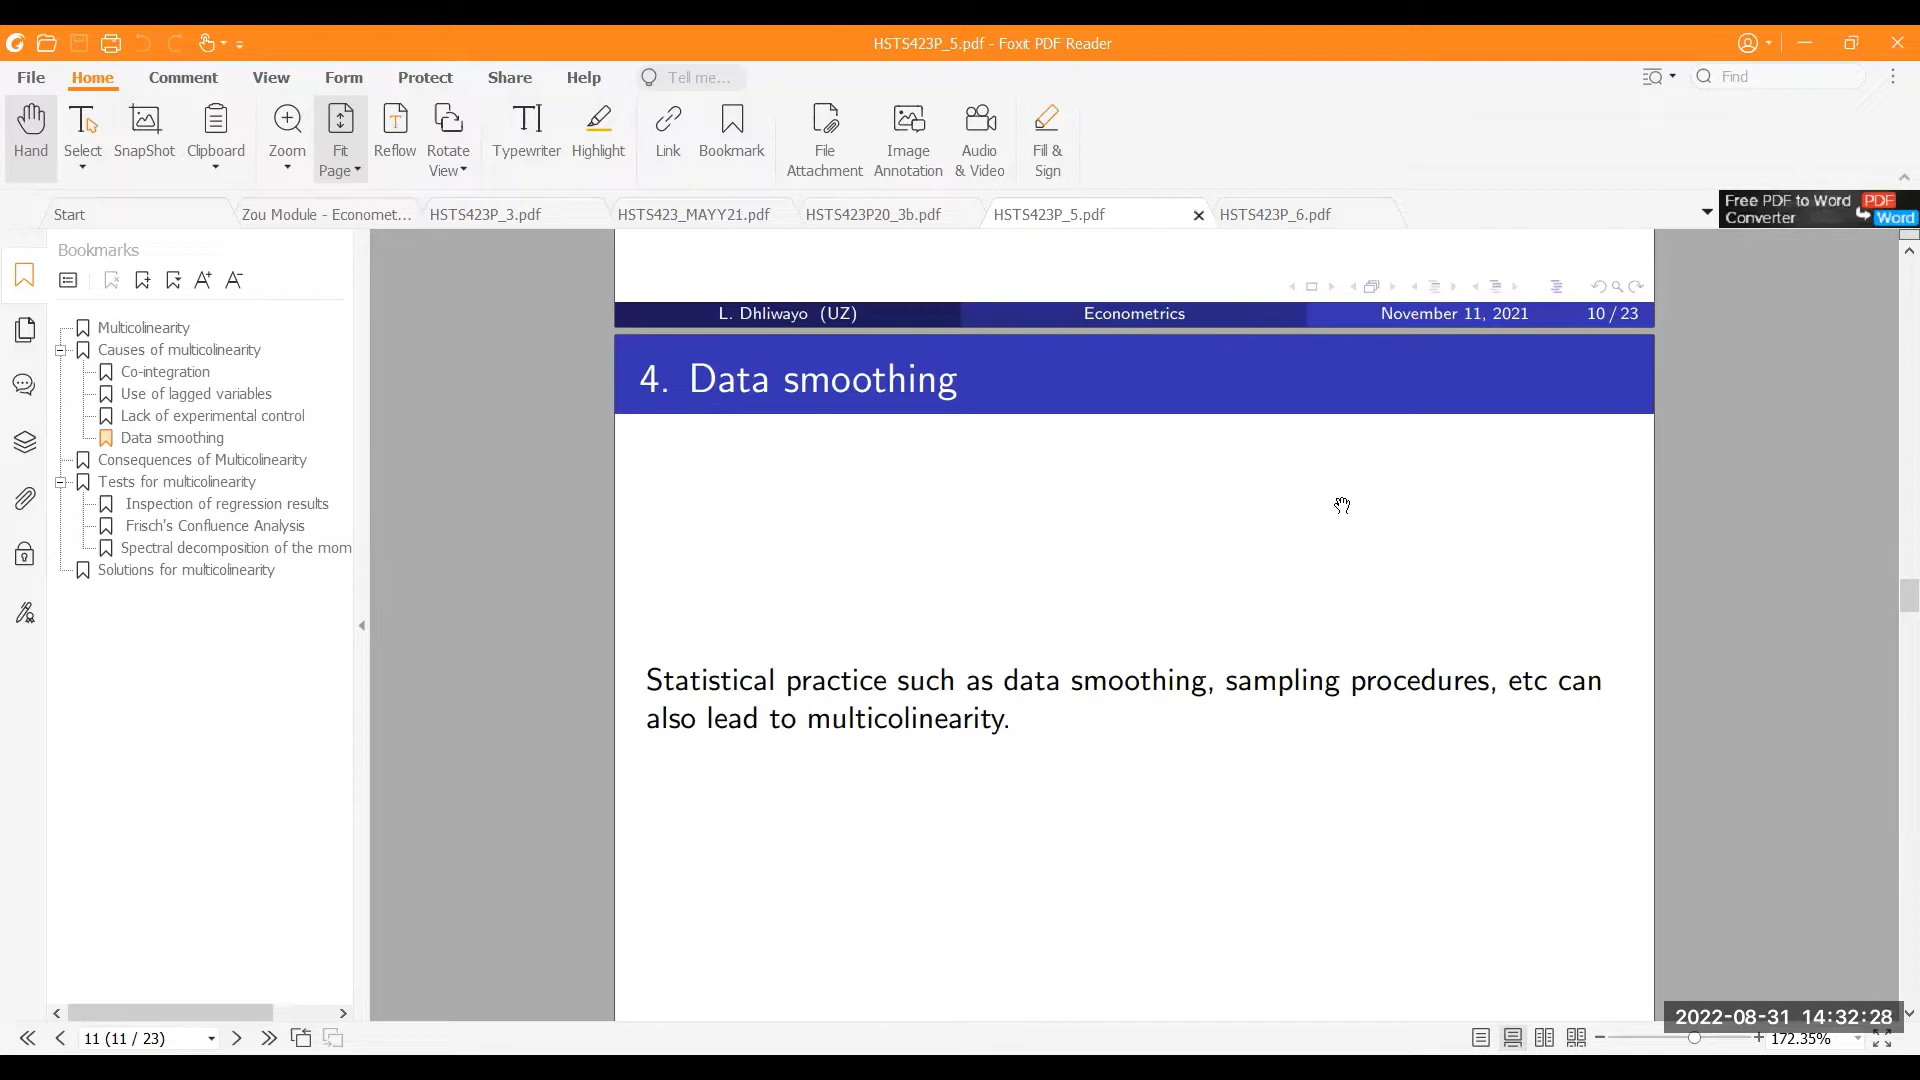 HSTS423P_5.pdf - Foxit PDF Reader
File Home Comment View Form Protect Share Help Tell me... Find
Hand Select SnapShot Clipboard Zoom Fit Page Reflow Rotate View Typewriter Highlight Link Bookmark File Attachment Image Annotation Audio & Video Fill & Sign
Start Zou Module - Economet... HSTS423P_3.pdf HSTS423_MAYY21.pdf HSTS423P20_3b.pdf HSTS423P_5.pdf HSTS423P_6.pdf
Free PDF to Word PDF
Converter Word
Bookmarks
Multicolinearity
Causes of multicolinearity
Co-integration
Use of lagged variables
Lack of experimental control
Data smoothing
Consequences of Multicolinearity
Tests for multicolinearity
Inspection of regression results
Frisch's Confluence Analysis
Spectral decomposition of the mom
Solutions for multicolinearity
L. Dhliwayo (UZ) Econometrics November 11, 2021 10 / 23
4. Data smoothing
Statistical practice such as data smoothing, sampling procedures, etc can
also lead to multicolinearity.
2022-08-31 14:32:28
11 (11 / 23) 172.35%